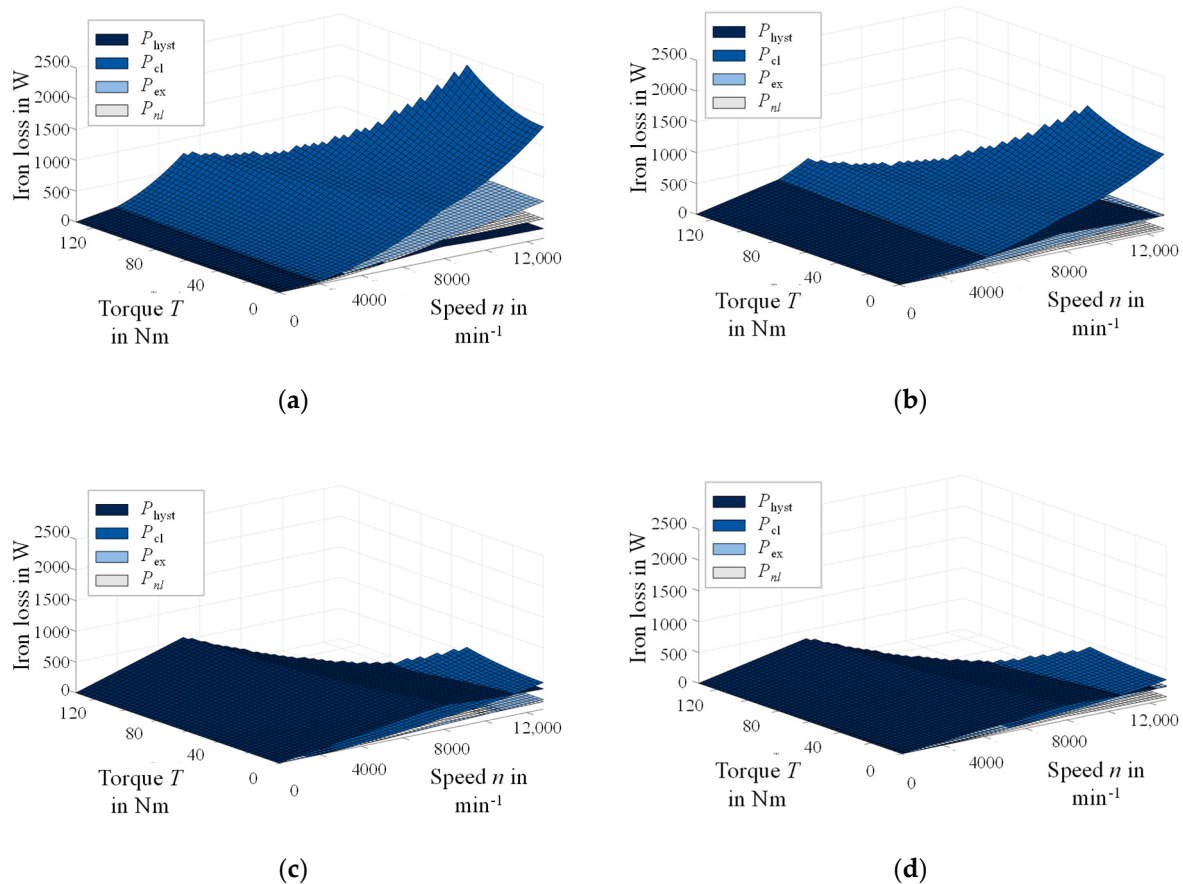 P_hyst
P_cl
P_ex
P_nl
2500
2000
1500
1000
500
0
Iron loss in W
120
80
40
0
Torque T
in Nm
0
4000
8000
12,000
Speed n in
min⁻¹
(a)
P_hyst
P_cl
P_ex
P_nl
2500
2000
1500
1000
500
0
Iron loss in W
120
80
40
0
Torque T
in Nm
0
4000
8000
12,000
Speed n in
min⁻¹
(b)
P_hyst
P_cl
P_ex
P_nl
2500
2000
1500
1000
500
0
Iron loss in W
120
80
40
0
Torque T
in Nm
0
4000
8000
12,000
Speed n in
min⁻¹
(c)
P_hyst
P_cl
P_ex
P_nl
2500
2000
1500
1000
500
0
Iron loss in W
120
80
40
0
Torque T
in Nm
0
4000
8000
12,000
Speed n in
min⁻¹
(d)